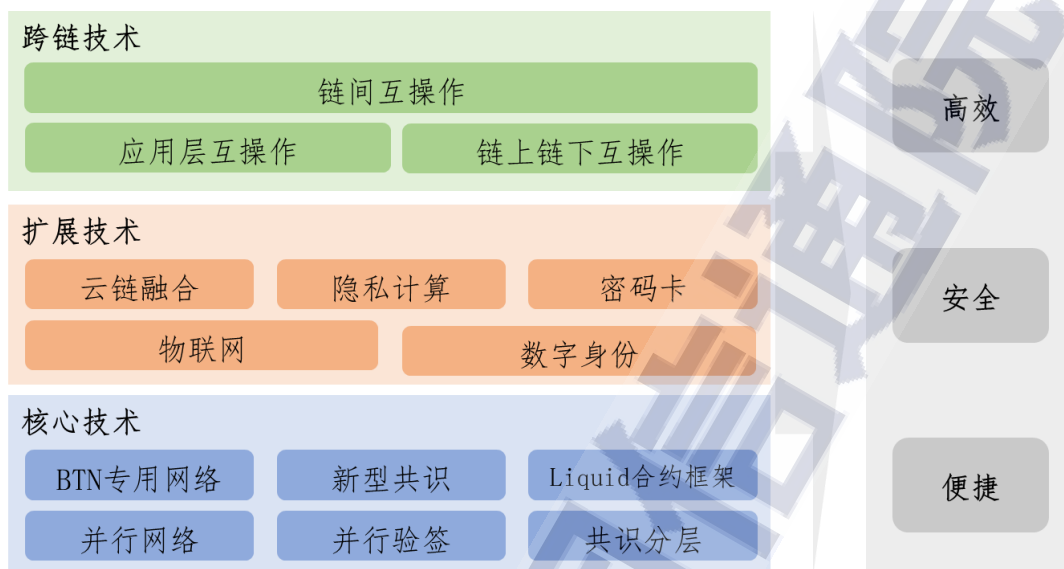 跨链技术
链间互操作
应用层互操作
链上链下互操作
扩展技术
云链融合
隐私计算
密码卡
物联网
数字身份
核心技术
BTN专用网络
新型共识
Liquid合约框架
并行网络
并行验签
共识分层
高效
安全
便捷
信通院